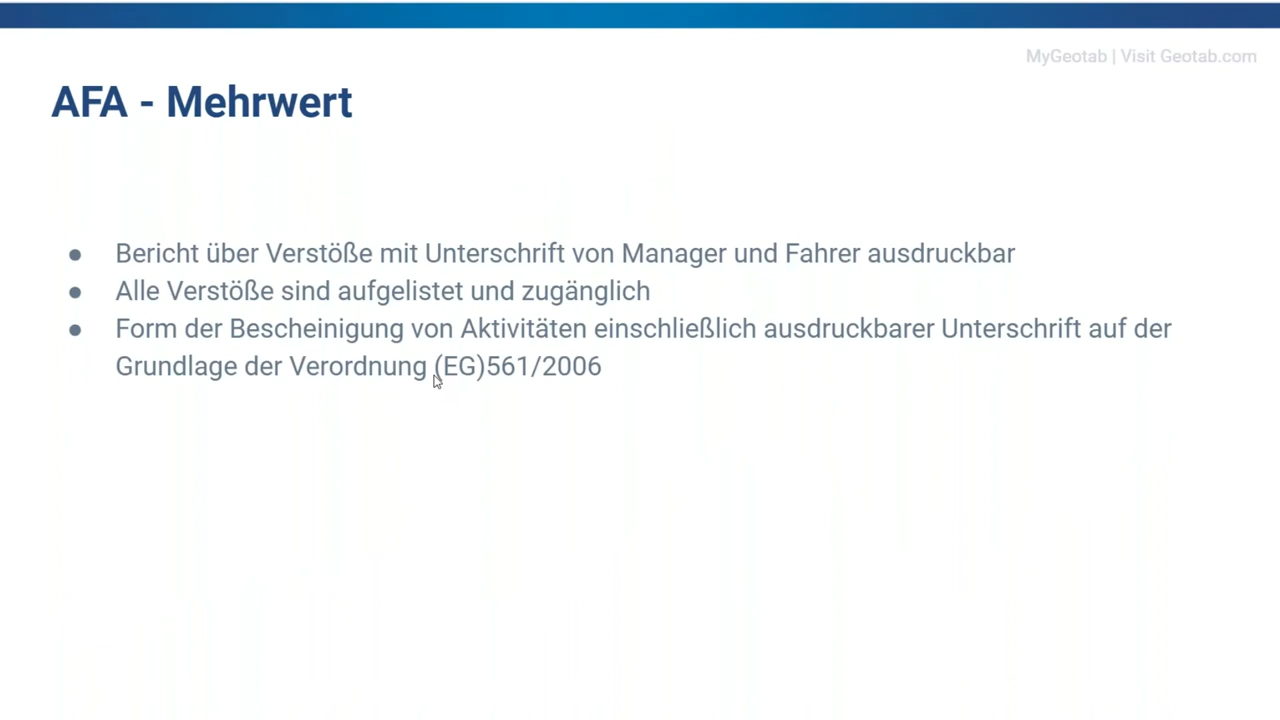 MyGeotab | Visit Geotab.com
AFA - Mehrwert
● Bericht über Verstöße mit Unterschrift von Manager und Fahrer ausdruckbar
● Alle Verstöße sind aufgelistet und zugänglich
● Form der Bescheinigung von Aktivitäten einschließlich ausdruckbarer Unterschrift auf der
Grundlage der Verordnung (EG)561/2006